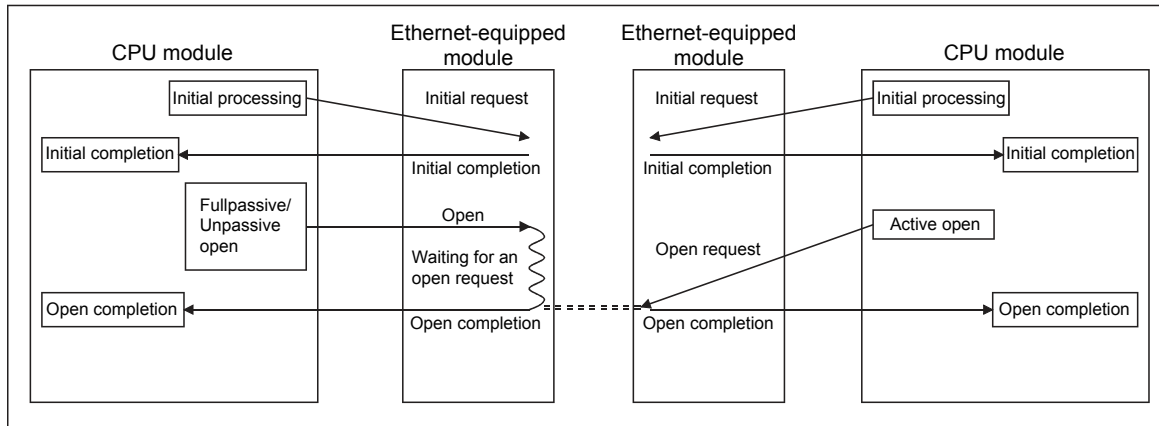 CPU module
Ethernet-equipped
module
Ethernet-equipped
module
CPU module
Initial processing
Initial request
Initial request
Initial processing
Initial completion
Initial completion
Initial completion
Initial completion
Fullpassive/
Unpassive
open
Open
Active open
Waiting for an
open request
Open request
Open completion
Open completion
Open completion
Open completion